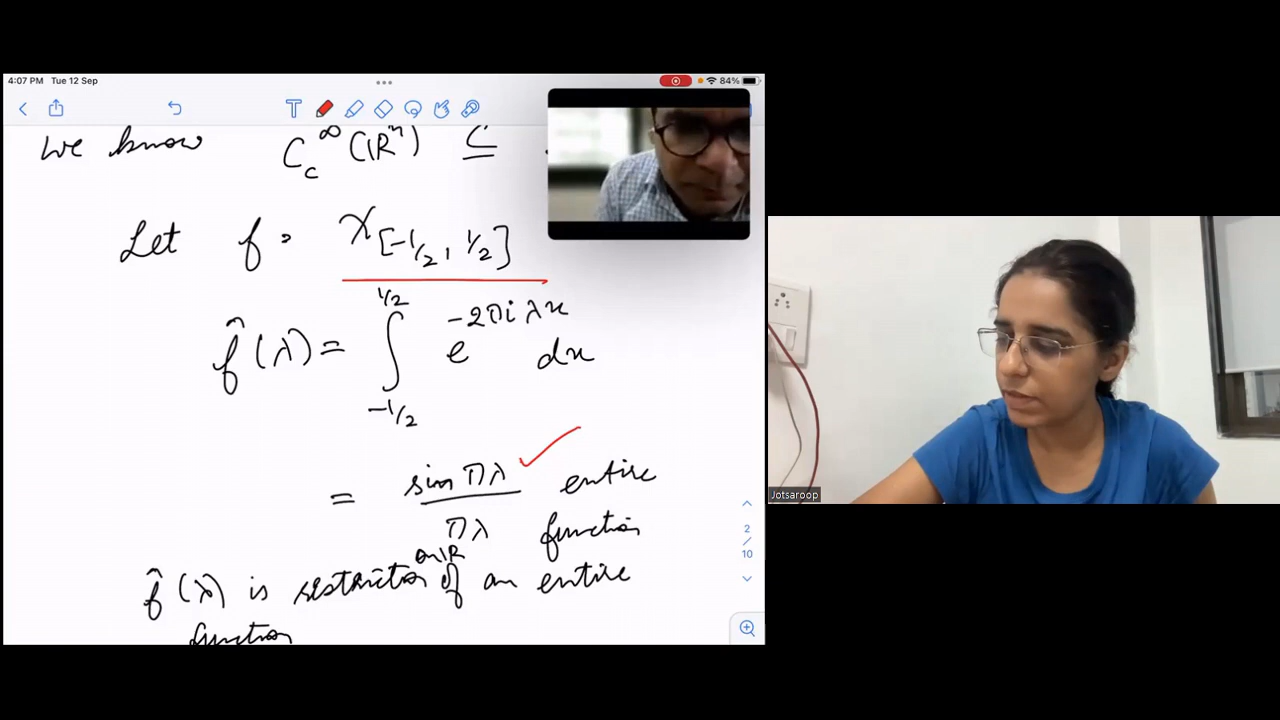 4:07 PM Tue 12 Sep
84%
We know C_c^∞(ℝⁿ) ⊆
Let f = χ_[-1/2, 1/2]
f̂(λ) = ∫_{-1/2}^{1/2} e^{-2πiλx} dx
= sin πλ / πλ entire
function
on ℝ
f̂(λ) is restriction of an entire
function
2
/
10
Jotsaroop